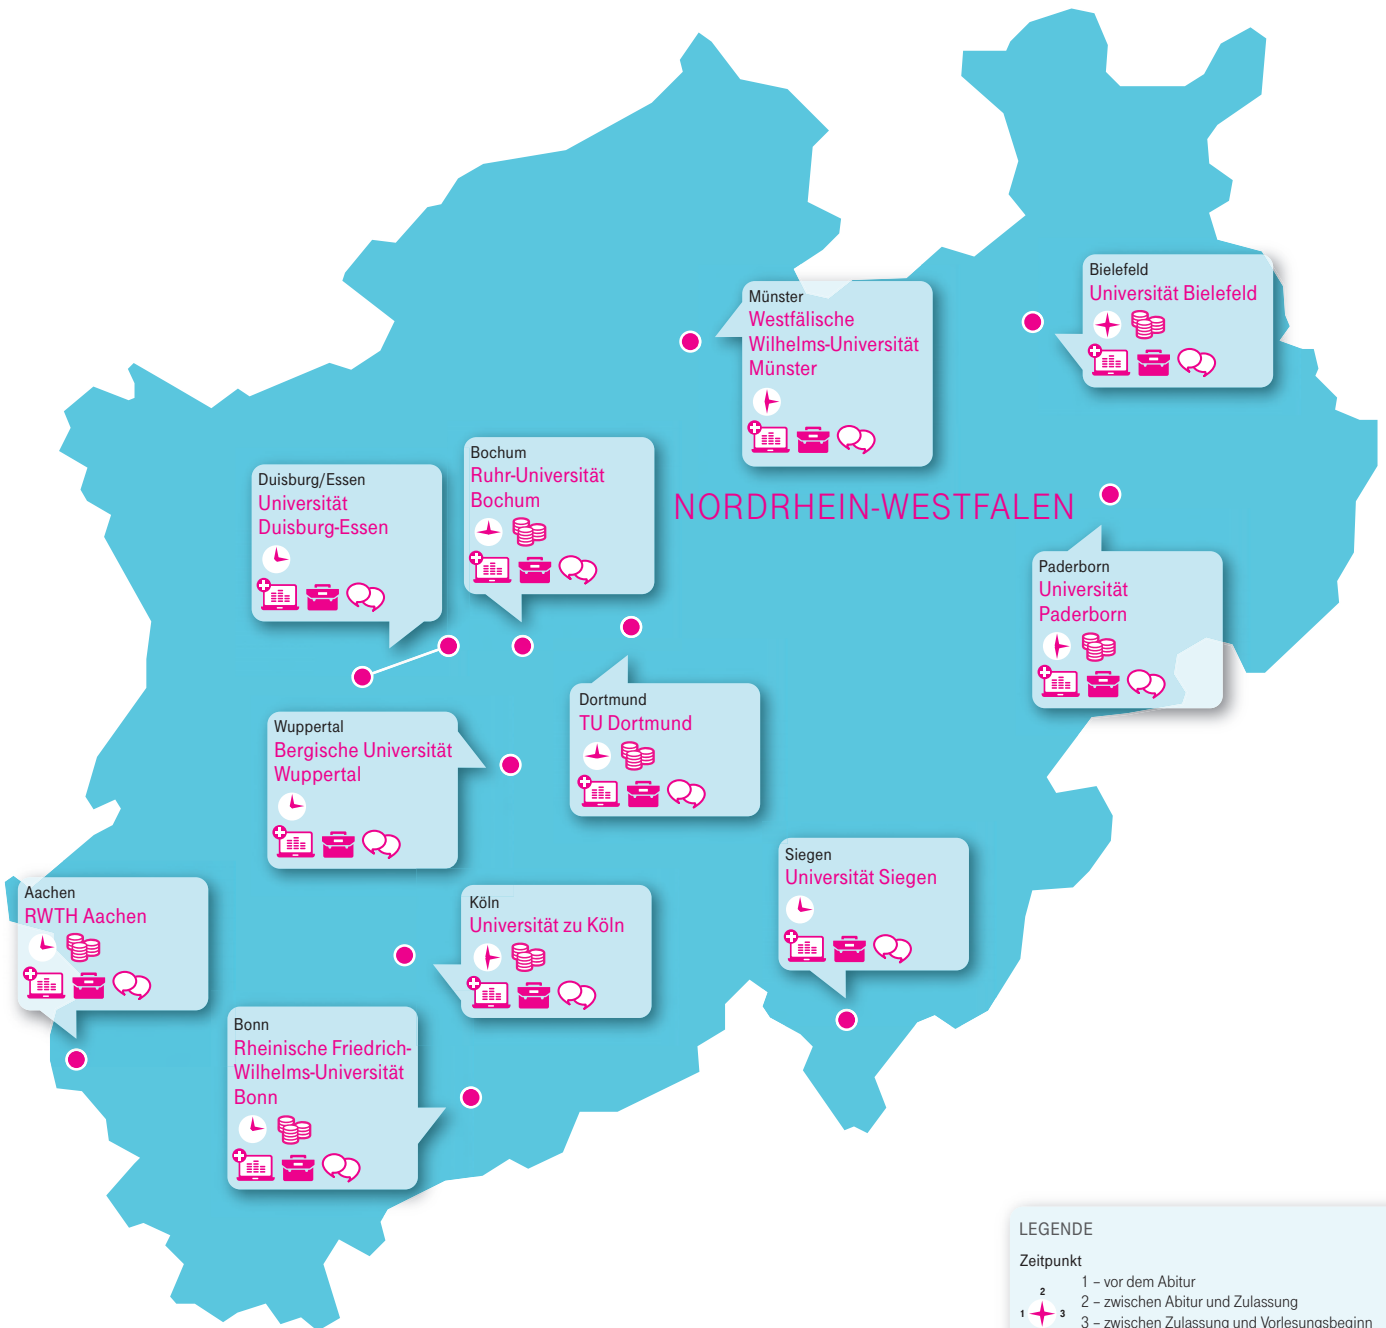 Bielefeld
Universität Bielefeld
Münster
Westfälische
Wilhelms-Universität
Münster
Bochum
Ruhr-Universität
Bochum
Duisburg/Essen
Universität
Duisburg-Essen
NORDRHEIN-WESTFALEN
Paderborn
Universität
Paderborn
Dortmund
TU Dortmund
Wuppertal
Bergische Universität
Wuppertal
Siegen
Universität Siegen
Aachen
RWTH Aachen
Köln
Universität zu Köln
Bonn
Rheinische Friedrich-
Wilhelms-Universität
Bonn
LEGENDE
Zeitpunkt
1 – vor dem Abitur
2
2 – zwischen Abitur und Zulassung
1 3
3 – zwischen Zulassung und Vorlesungsbeginn